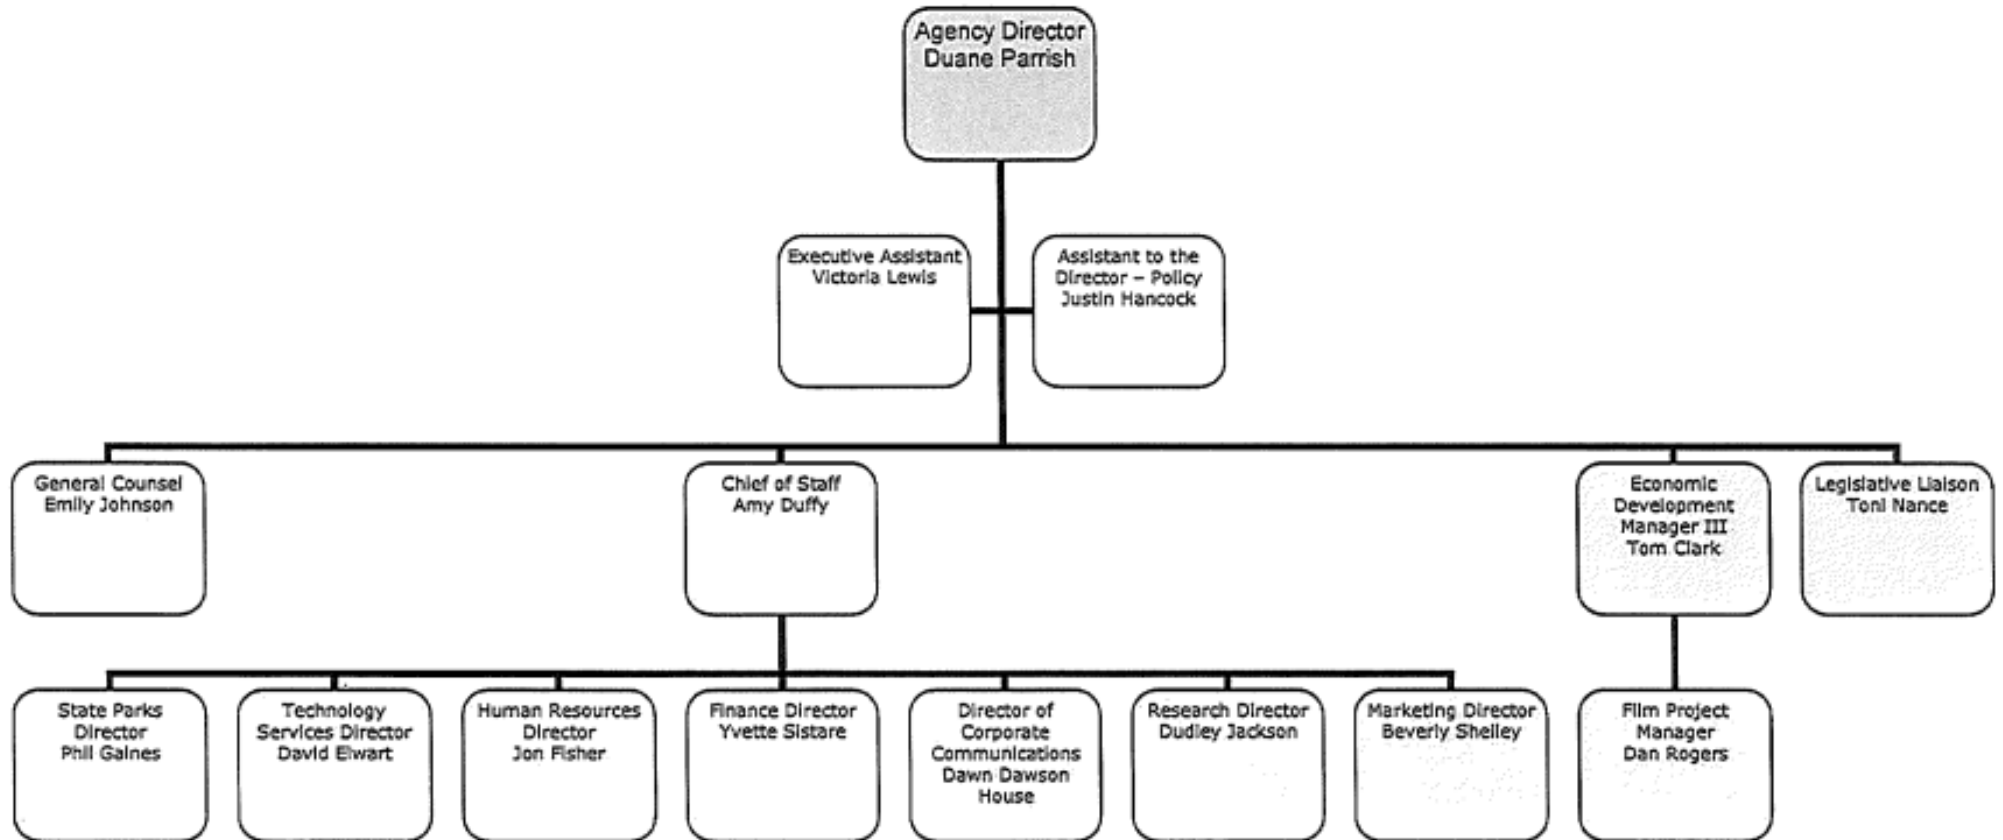 Agency Director
Duane Parrish
Executive Assistant
Victoria Lewis
Assistant to the
Director – Policy
Justin Hancock
General Counsel
Emily Johnson
Chief of Staff
Amy Duffy
Economic
Development
Manager III
Tom Clark
Legislative Liaison
Toni Nance
State Parks
Director
Phil Gaines
Technology
Services Director
David Elwart
Human Resources
Director
Jon Fisher
Finance Director
Yvette Sistare
Director of
Corporate
Communications
Dawn Dawson
House
Research Director
Dudley Jackson
Marketing Director
Beverly Shelley
Film Project
Manager
Dan Rogers